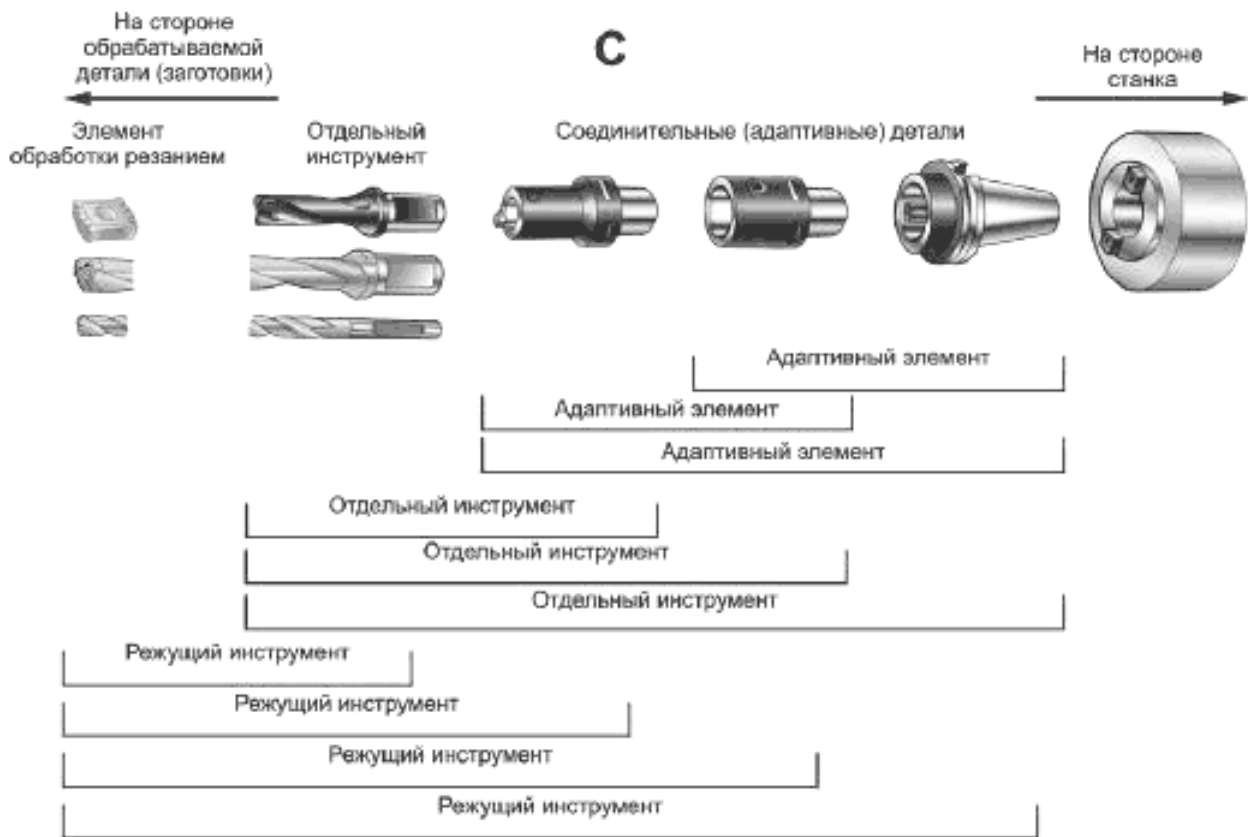 На стороне
обрабатываемой
детали (заготовки)
С
На стороне
станка
Элемент
обработки резанием
Отдельный
инструмент
Соединительные (адаптивные) детали
Адаптивный элемент
Адаптивный элемент
Адаптивный элемент
Отдельный инструмент
Отдельный инструмент
Отдельный инструмент
Режущий инструмент
Режущий инструмент
Режущий инструмент
Режущий инструмент